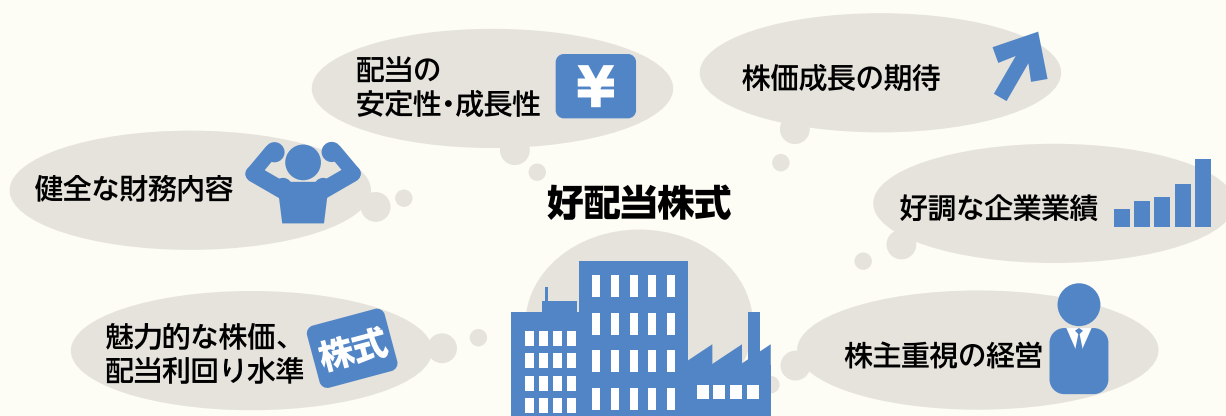 配当の
安定性・成長性
¥
株価成長の期待
健全な財務内容
好配当株式
好調な企業業績
魅力的な株価、
配当利回り水準
株式
株主重視の経営